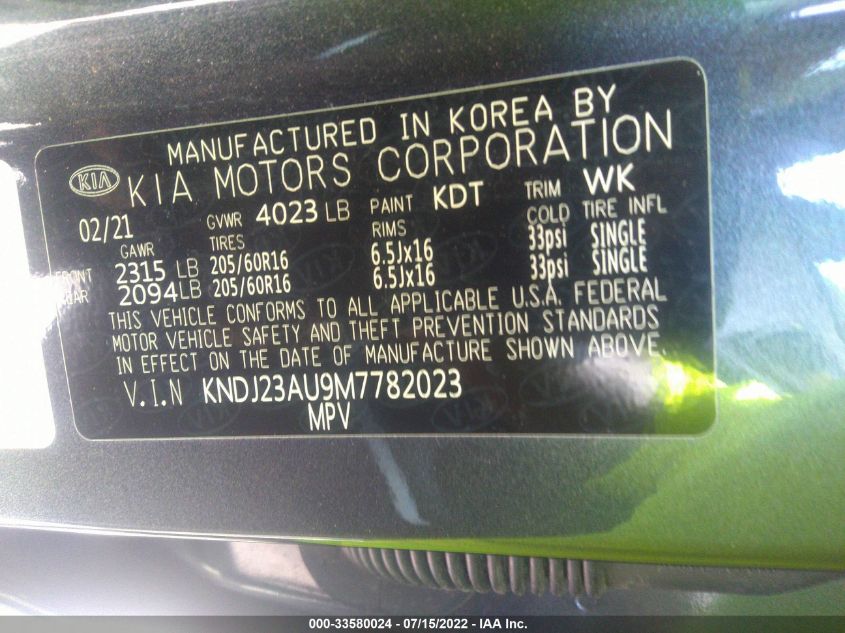 MANUFACTURED IN KOREA BY
KIA KIA MOTORS CORPORATION
02/21 GVWR 4023 LB PAINT KDT TRIM WK
GAWR TIRES RIMS COLD TIRE INFL
FRONT 2315 LB 205/60R16 6.5Jx16 33psi SINGLE
REAR 2094 LB 205/60R16 6.5Jx16 33psi SINGLE
THIS VEHICLE CONFORMS TO ALL APPLICABLE U.S.A. FEDERAL
MOTOR VEHICLE SAFETY AND THEFT PREVENTION STANDARDS
IN EFFECT ON THE DATE OF MANUFACTURE SHOWN ABOVE.
V.I.N KNDJ23AU9M7782023
MPV
000-33580024 / 07/15/2022 - IAA Inc.